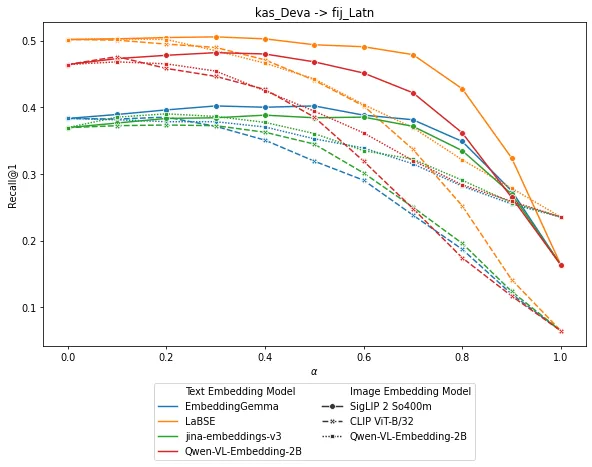 kas_Deva -> fij_Latn
0.5
0.4
0.3
0.2
0.1
Recall@1
0.0 0.2 0.4 0.6 0.8 1.0
α
Text Embedding Model Image Embedding Model
EmbeddingGemma SigLIP 2 So400m
LaBSE CLIP ViT-B/32
jina-embeddings-v3 Qwen-VL-Embedding-2B
Qwen-VL-Embedding-2B